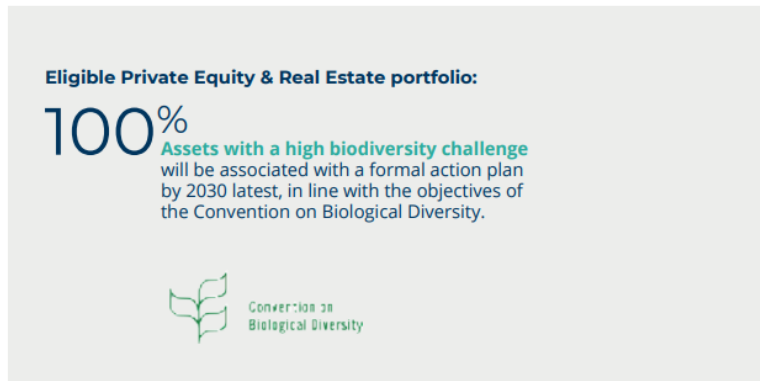 Eligible Private Equity & Real Estate portfolio:
100%
Assets with a high biodiversity challenge
will be associated with a formal action plan
by 2030 latest, in line with the objectives of
the Convention on Biological Diversity.
Convention on
Biological Diversity